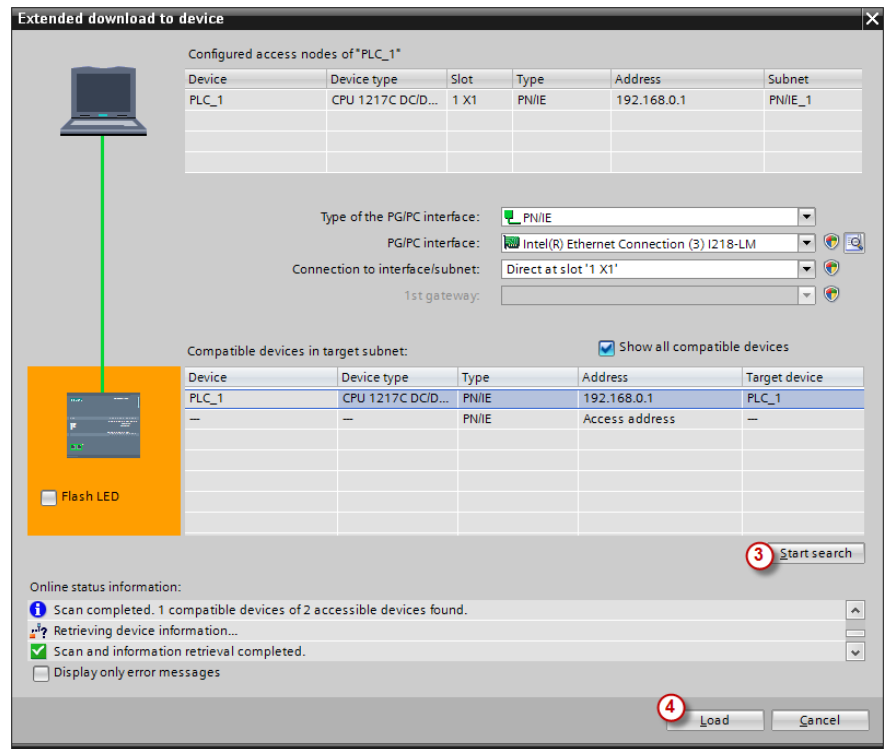 Extended download to device
Configured access nodes of "PLC_1"
Device Device type Slot Type Address Subnet
PLC_1 CPU 1217C DC/D... 1 X1 PN/IE 192.168.0.1 PN/IE_1
Type of the PG/PC interface: PN/IE
PG/PC interface: Intel(R) Ethernet Connection (3) I218-LM
Connection to interface/subnet: Direct at slot '1 X1'
1st gateway:
Compatible devices in target subnet: Show all compatible devices
Device Device type Type Address Target device
PLC_1 CPU 1217C DC/D... PN/IE 192.168.0.1 PLC_1
— — PN/IE Access address —
Flash LED
3 Start search
Online status information:
Scan completed. 1 compatible devices of 2 accessible devices found.
Retrieving device information...
Scan and information retrieval completed.
Display only error messages
4 Load Cancel